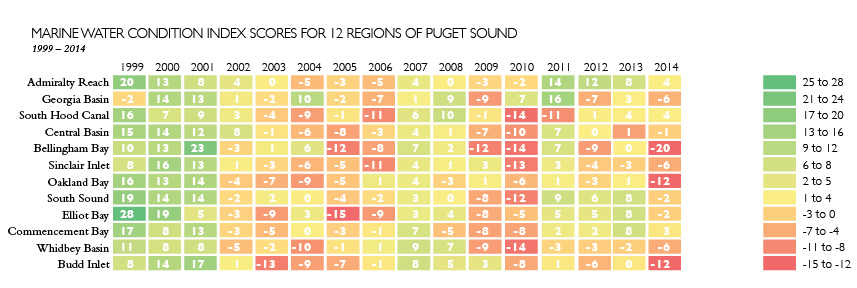 MARINE WATER CONDITION INDEX SCORES FOR 12 REGIONS OF PUGET SOUND
1999 – 2014
1999 2000 2001 2002 2003 2004 2005 2006 2007 2008 2009 2010 2011 2012 2013 2014
Admiralty Reach 20 13 8 4 0 -5 -3 -5 4 0 -3 -2 14 12 8 4 25 to 28
Georgia Basin -2 14 13 1 -2 10 -2 -7 1 9 -9 7 16 -7 3 -6 21 to 24
South Hood Canal 16 7 9 3 -4 -9 -1 -11 6 10 -1 -14 -11 1 4 4 17 to 20
Central Basin 15 14 12 8 -1 -6 -8 -3 4 1 -7 -10 7 0 1 -1 13 to 16
Bellingham Bay 10 13 23 -3 1 6 -12 -8 7 2 -12 -14 7 -9 0 -20 9 to 12
Sinclair Inlet 8 16 13 1 -3 -6 -5 -11 4 1 3 -13 3 -4 -3 -6 6 to 8
Oakland Bay 16 13 14 -4 -7 -9 -5 1 4 -3 1 -6 1 -3 1 -12 2 to 5
South Sound 19 14 14 -2 2 0 -4 -2 3 0 -8 -12 9 6 8 -2 1 to 4
Elliot Bay 28 19 5 -3 -9 3 -15 -9 3 -4 -8 -5 5 5 8 -2 -3 to 0
Commencement Bay 17 8 13 -3 -5 0 -3 -1 7 -5 -8 -8 2 2 8 3 -7 to -4
Whidbey Basin 11 8 8 -5 -2 -10 -1 1 9 7 -9 -14 -3 -3 -2 -6 -11 to -8
Budd Inlet 8 14 17 1 -13 -9 -7 -1 8 5 3 -8 1 -6 0 -12 -15 to -12